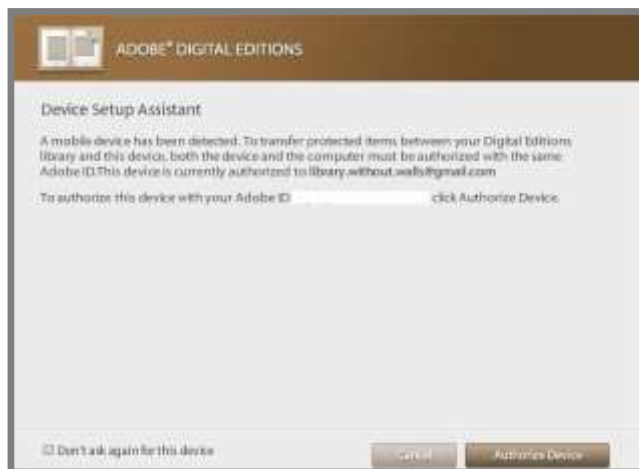 ADOBE® DIGITAL EDITIONS
Device Setup Assistant
A mobile device has been detected. To transfer protected items between your Digital Editions
library and this device, both the device and the computer must be authorized with the same
Adobe ID.This device is currently authorized to library.without.walls@gmail.com
To authorize this device with your Adobe ID click Authorize Device.
Don't ask again for this device
Cancel
Authorize Device